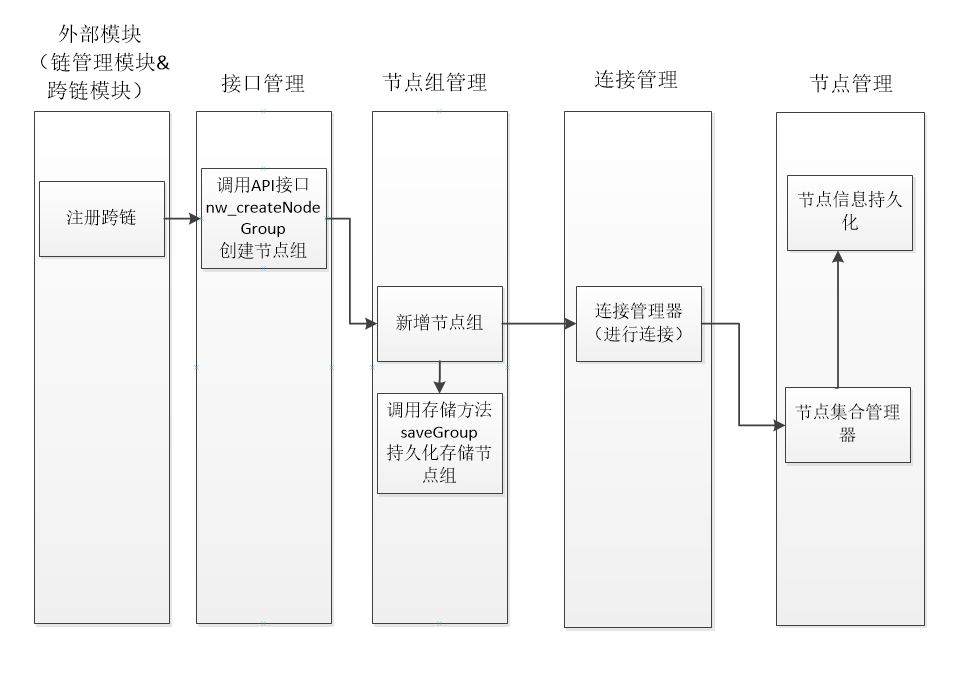 外部模块
（链管理模块&
跨链模块）
接口管理
节点组管理
连接管理
节点管理
注册跨链
调用API接口
nw_createNode
Group
创建节点组
新增节点组
调用存储方法
saveGroup
持久化存储节
点组
连接管理器
（进行连接）
节点信息持久
化
节点集合管理
器